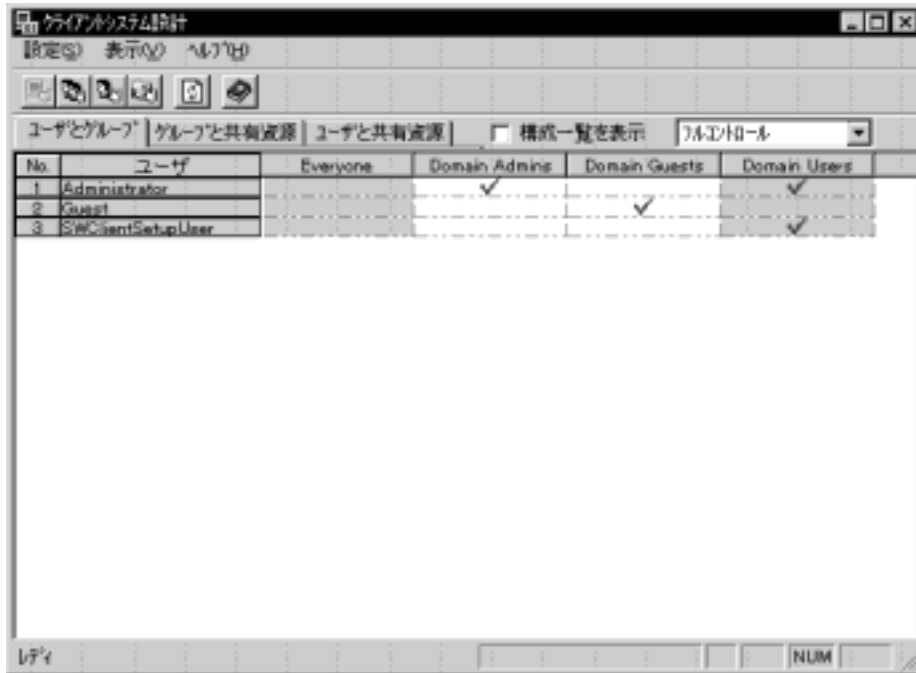 クライアントシステム設計
設定(S) 表示(V) ヘルプ(H)
ユーザとグループ グループと共有資源 ユーザと共有資源 構成一覧を表示 フルコントロール
No. ユーザ Everyone Domain Admins Domain Guests Domain Users
1 Administrator
2 Guest
3 SWClientSetupUser
レディ NUM